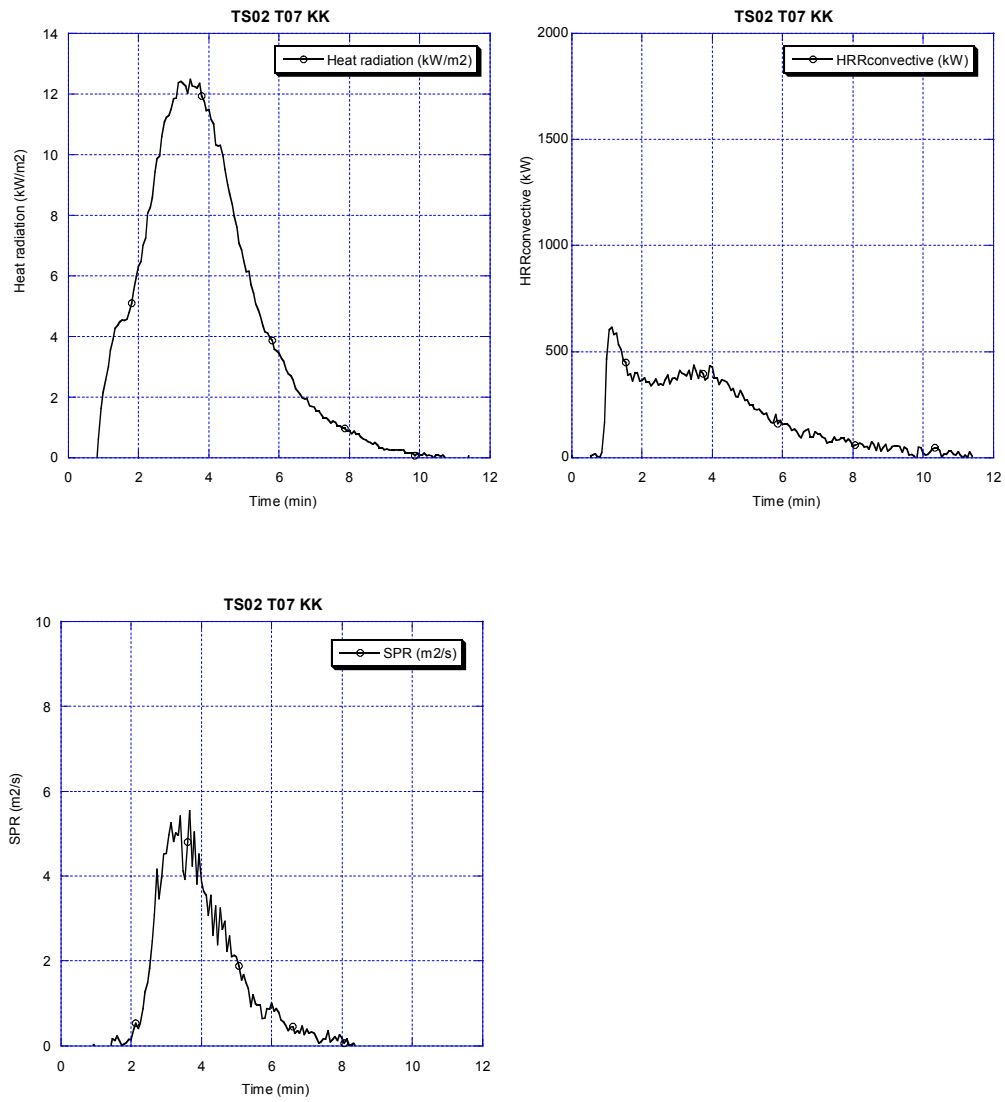 TS02 T07 KK
14
12
10
8
6
4
2
0
Heat radiation (kW/m2)
Heat radiation (kW/m2)
0 2 4 6 8 10 12
Time (min)
TS02 T07 KK
2000
1500
1000
500
0
HRRconvective (kW)
HRRconvective (kW)
0 2 4 6 8 10 12
Time (min)
TS02 T07 KK
10
8
6
4
2
0
SPR (m2/s)
SPR (m2/s)
0 2 4 6 8 10 12
Time (min)